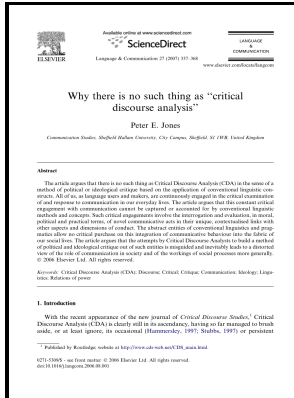 Available online at www.sciencedirect.com
ScienceDirect
ELSEVIER
Language & Communication 27 (2007) 337–368
LANGUAGE
&
COMMUNICATION
www.elsevier.com/locate/langcom
Why there is no such thing as “critical
discourse analysis”
Peter E. Jones
Communication Studies, Sheffield Hallam University, City Campus, Sheffield, S1 1WB, United Kingdom
Abstract
The article argues that there is no such thing as Critical Discourse Analysis (CDA) in the sense of a
method of political or ideological critique based on the application of conventional linguistic con-
structs. All of us, as language users and makers, are continuously engaged in the critical examination
of and response to communication in our everyday lives. The article argues that this constant critical
engagement with communication cannot be captured or accounted for by conventional linguistic
methods and concepts. Such critical engagements involve the interrogation and evaluation, in moral,
political and practical terms, of novel communicative acts in their unique, contextualised links with
other aspects and dimensions of conduct. The abstract entities of conventional linguistics and prag-
matics allow no critical purchase on this integration of communicative behaviour into the fabric of
our social lives. The article argues that the attempts by Critical Discourse Analysis to build a method
of political and ideological critique out of such entities is misguided and inevitably leads to a distorted
view of the role of communication in society and of the workings of social processes more generally.
© 2006 Elsevier Ltd. All rights reserved.
Keywords: Critical Discourse Analysis (CDA); Discourse; Critical; Critique; Communication; Ideology; Lingu-
istics; Relations of power
1. Introduction
With the recent appearance of the new journal of Critical Discourse Studies,¹ Critical
Discourse Analysis (CDA) is clearly still in its ascendancy, having so far managed to brush
aside, or at least ignore, its occasional (Hammersley, 1997; Stubbs, 1997) or persistent
¹ Published by Routledge; website at http://www.cds-web.net/CDS_main.html.
0271-5309/$ - see front matter © 2006 Elsevier Ltd. All rights reserved.
doi:10.1016/j.langcom.2006.08.001